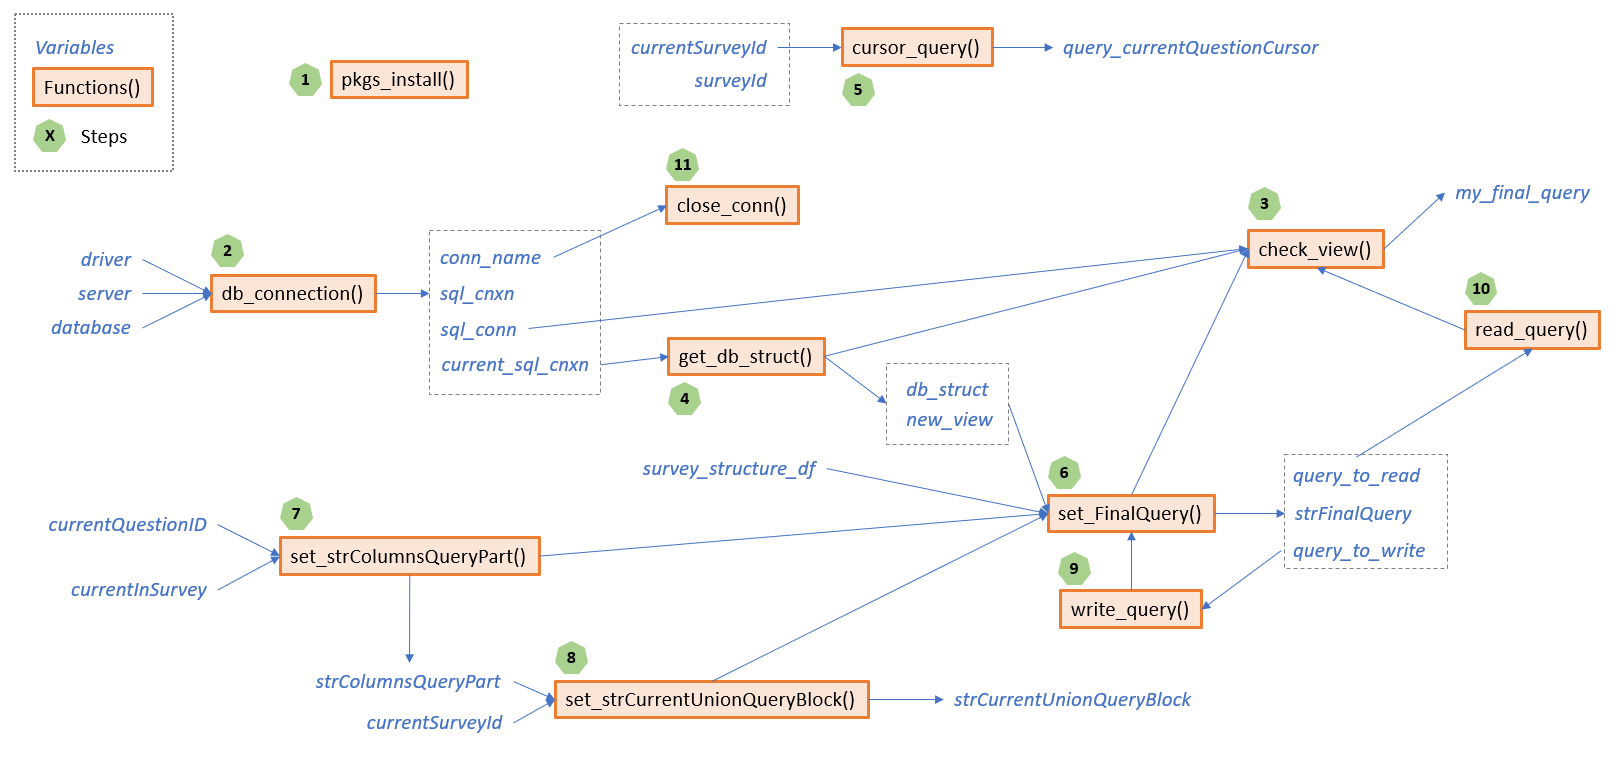 Variables
Functions()
X
Steps
1
pkgs_install()
currentSurveyId
surveyId
cursor_query()
5
query_currentQuestionCursor
11
close_conn()
3
check_view()
my_final_query
2
driver
server
database
db_connection()
conn_name
sql_cnxn
sql_conn
current_sql_cnxn
get_db_struct()
4
db_struct
new_view
10
read_query()
survey_structure_df
6
set_FinalQuery()
query_to_read
strFinalQuery
query_to_write
7
currentQuestionID
currentInSurvey
set_strColumnsQueryPart()
9
write_query()
8
strColumnsQueryPart
currentSurveyId
set_strCurrentUnionQueryBlock()
strCurrentUnionQueryBlock